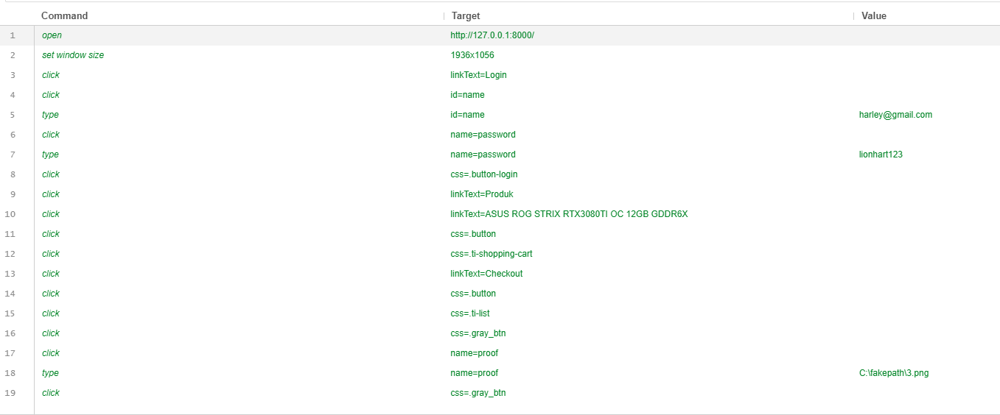 Command Target Value
1 open http://127.0.0.1:8000/
2 set window size 1936x1056
3 click linkText=Login
4 click id=name
5 type id=name harley@gmail.com
6 click name=password
7 type name=password lionhart123
8 click css=.button-login
9 click linkText=Produk
10 click linkText=ASUS ROG STRIX RTX3080TI OC 12GB GDDR6X
11 click css=.button
12 click css=.ti-shopping-cart
13 click linkText=Checkout
14 click css=.button
15 click css=.ti-list
16 click css=.gray_btn
17 click name=proof
18 type name=proof C:\fakepath\3.png
19 click css=.gray_btn